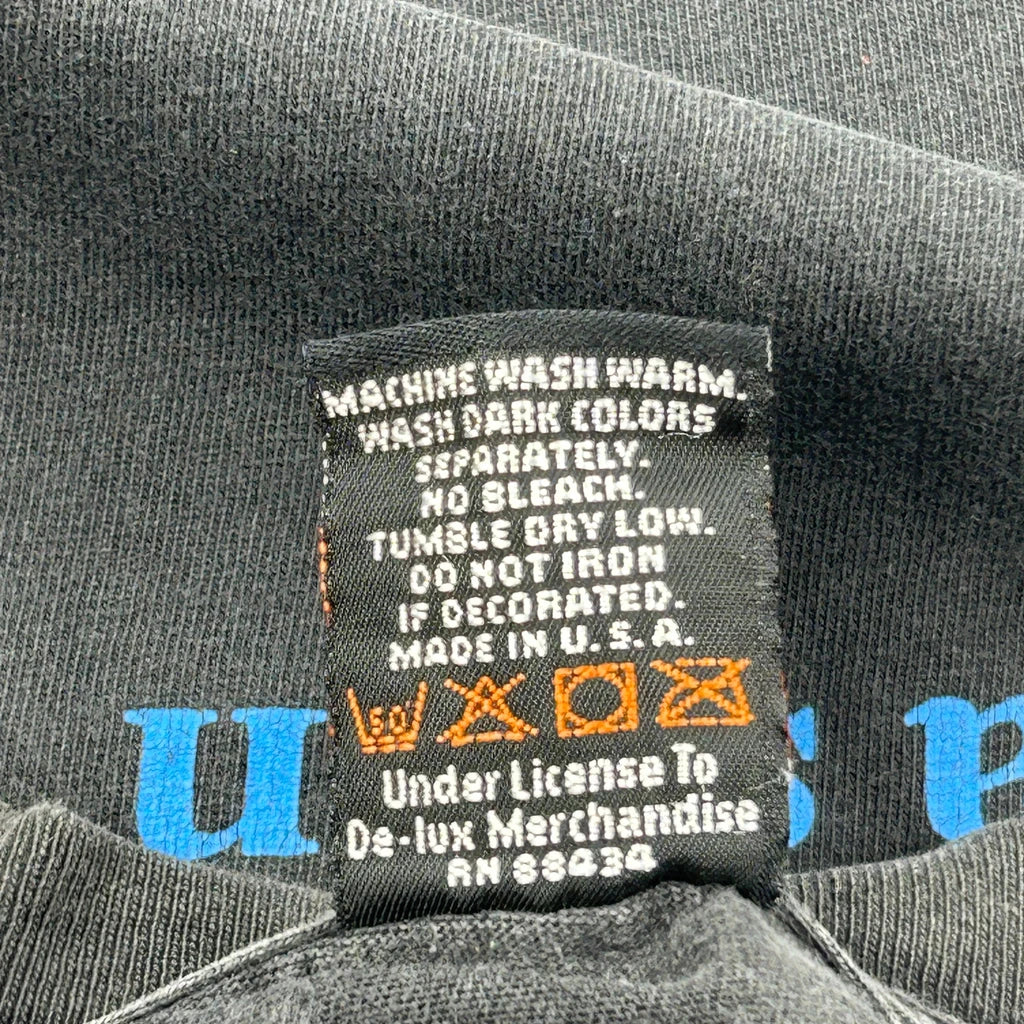 MACHINE WASH WARM.
WASH DARK COLORS
SEPARATELY.
NO BLEACH.
TUMBLE DRY LOW.
DO NOT IRON
IF DECORATED.
MADE IN U.S.A.
50
Under License To
De-lux Merchandise
RN 88434
u s e